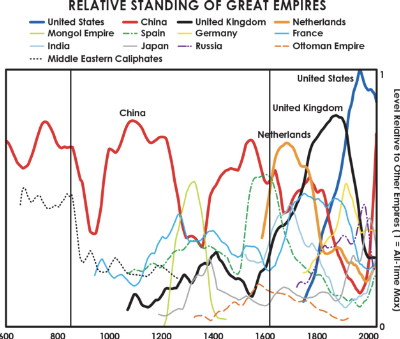 RELATIVE STANDING OF GREAT EMPIRES
United States China United Kingdom Netherlands
Mongol Empire Spain Germany France
India Japan Russia Ottoman Empire
Middle Eastern Caliphates
United States
China
United Kingdom
Netherlands
1
Level Relative to Other Empires (1 = All-Time Max)
0
600 800 1000 1200 1400 1600 1800 2000